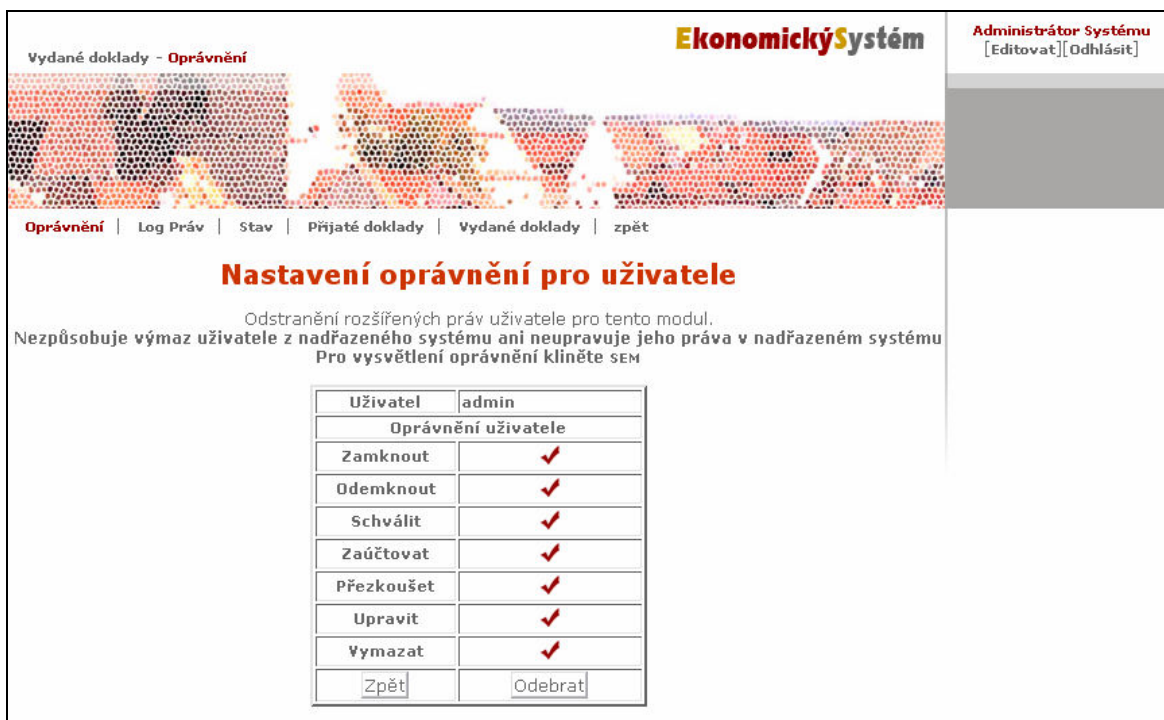 EkonomickýSystém
Administrátor Systému
[Editovat][Odhlásit]
Vydané doklady - Oprávnění
Oprávnění | Log Práv | Stav | Přijaté doklady | Vydané doklady | zpět
Nastavení oprávnění pro uživatele
Odstranění rozšířených práv uživatele pro tento modul.
Nezpůsobuje výmaz uživatele z nadřazeného systému ani neupravuje jeho práva v nadřazeném systému
Pro vysvětlení oprávnění kliněte SEM
Uživatel admin
Oprávnění uživatele
Zamknout
Odemknout
Schválit
Zaúčtovat
Přezkoušet
Upravit
Vymazat
Zpět Odebrat